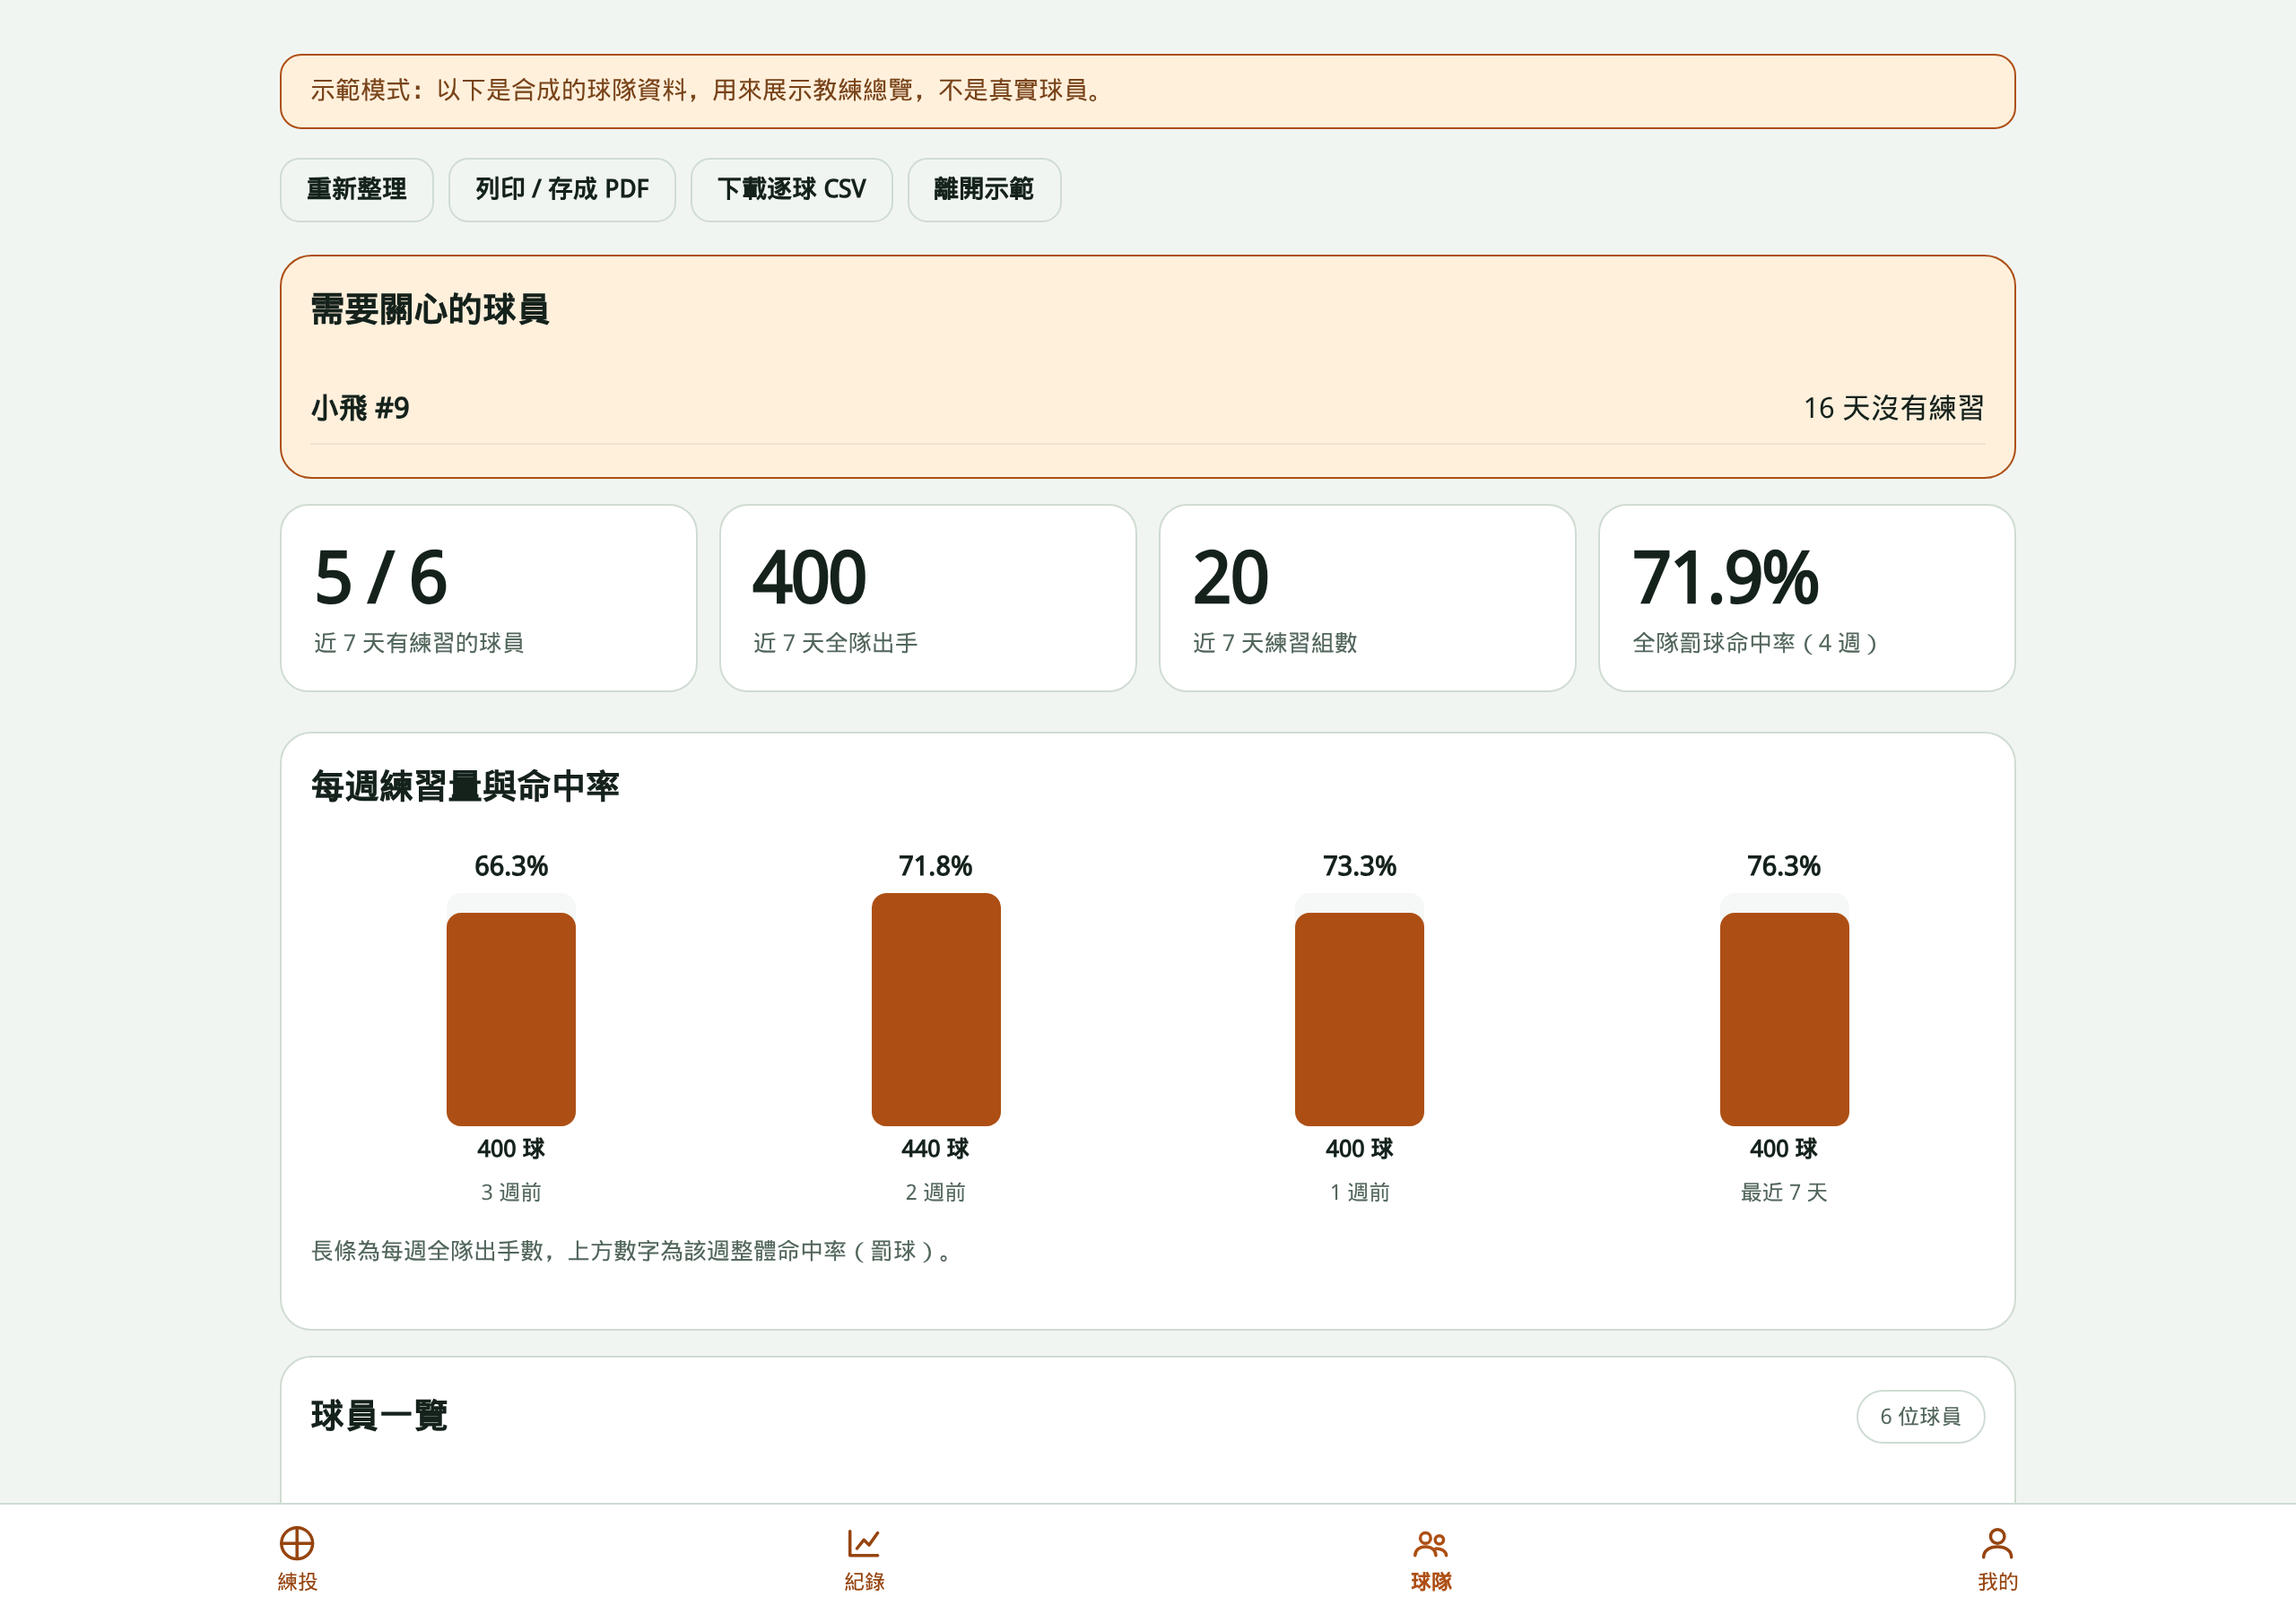 示範模式：以下是合成的球隊資料，用來展示教練總覽，不是真實球員。
重新整理
列印 / 存成 PDF
下載逐球 CSV
離開示範
需要關心的球員
小飛 #9
16 天沒有練習
5 / 6
近 7 天有練習的球員
400
近 7 天全隊出手
20
近 7 天練習組數
71.9%
全隊罰球命中率（4 週）
每週練習量與命中率
66.3%
400 球
3 週前
71.8%
440 球
2 週前
73.3%
400 球
1 週前
76.3%
400 球
最近 7 天
長條為每週全隊出手數，上方數字為該週整體命中率（罰球）。
球員一覽
6 位球員
練投
紀錄
球隊
我的